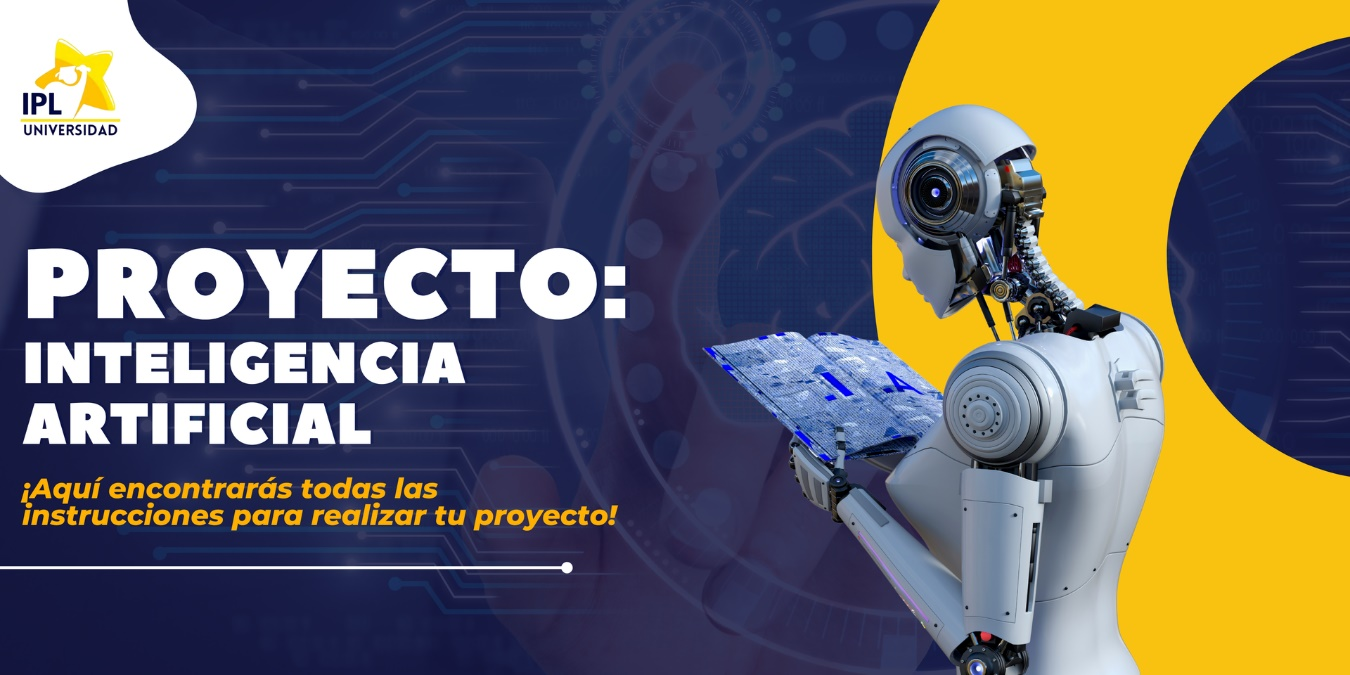 IPL
UNIVERSIDAD
PROYECTO:
INTELIGENCIA
ARTIFICIAL
¡Aquí encontrarás todas las
instrucciones para realizar tu proyecto!
I.A